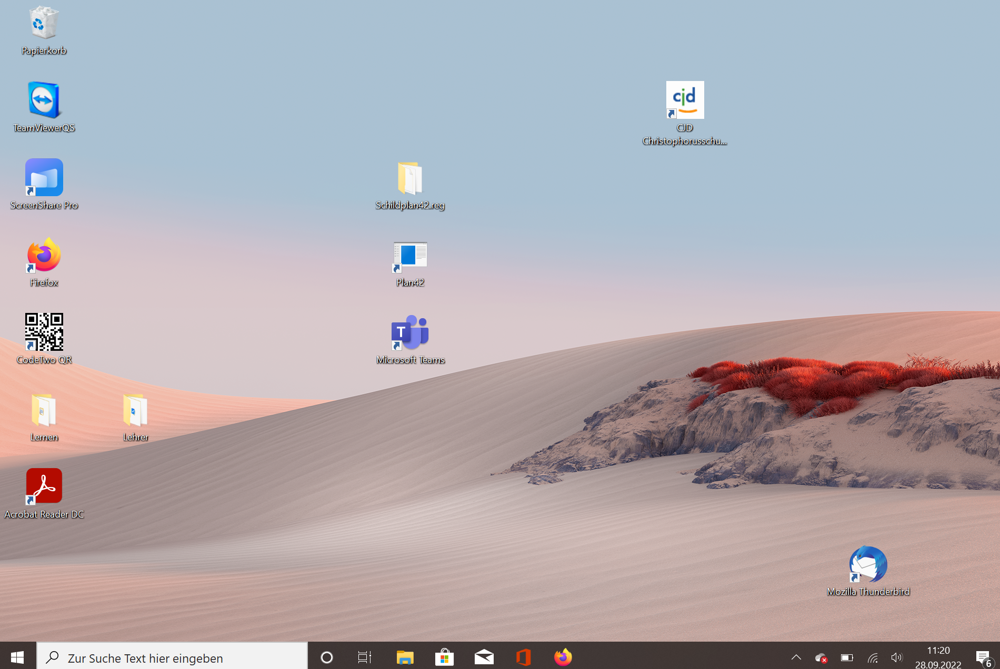 Papierkorb
TeamViewerQS
cjd
CJD
Christophorusschu...
ScreenShare Pro
Schildplan42.reg
Firefox
Plan42
CodeTwo QR
T
Microsoft Teams
Lernen
Lehrer
Acrobat Reader DC
Mozilla Thunderbird
Zur Suche Text hier eingeben
11:20
28.09.2022
6